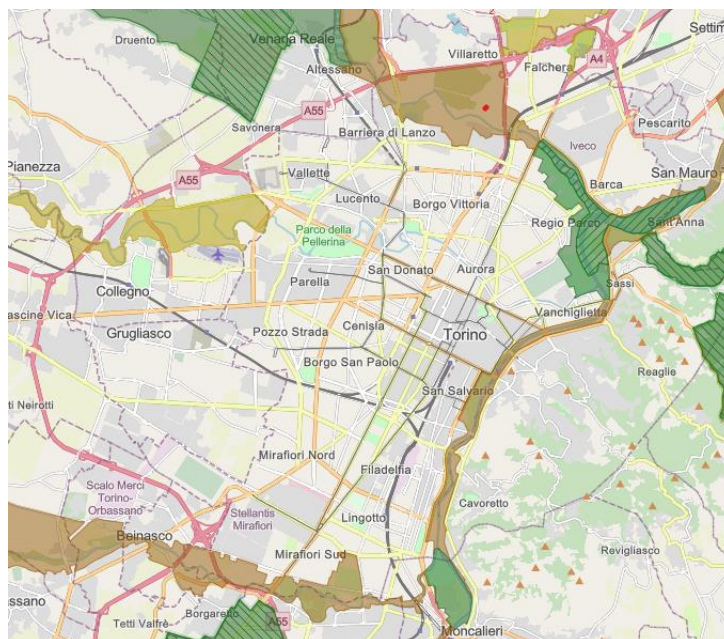 Druento
Venaria Reale
Settim
Villaretto
A4
Altessano
Falchera
A55
Pescarito
Savonera
Barriera di Lanzo
Iveco
Pianezza
A55
Vallette
San Mauro
Barca
Lucento
Borgo Vittoria
Regio Parco
Sant'Anna
Parco della
Pellerina
San Donato
Aurora
Collegno
Parella
Sassi
ascine Vica
Vanchiglietta
Grugliasco
Pozzo Strada
Cenisia
Torino
Borgo San Paolo
Reaglie
San Salvario
ti Neirotti
Mirafiori Nord
Filadelfia
Scalo Merci
Torino-
Orbassano
Cavoretto
Stellantis
Mirafiori
Lingotto
Beinasco
Mirafiori Sud
Revigliasco
assano
Borgaretto
A55
Tetti Valfrè
Moncalieri